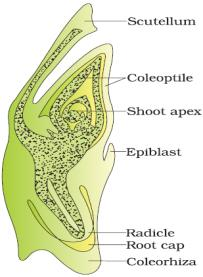 Scutellum
Coleoptile
Shoot apex
Epiblast
Radicle
Root cap
Coleorhiza